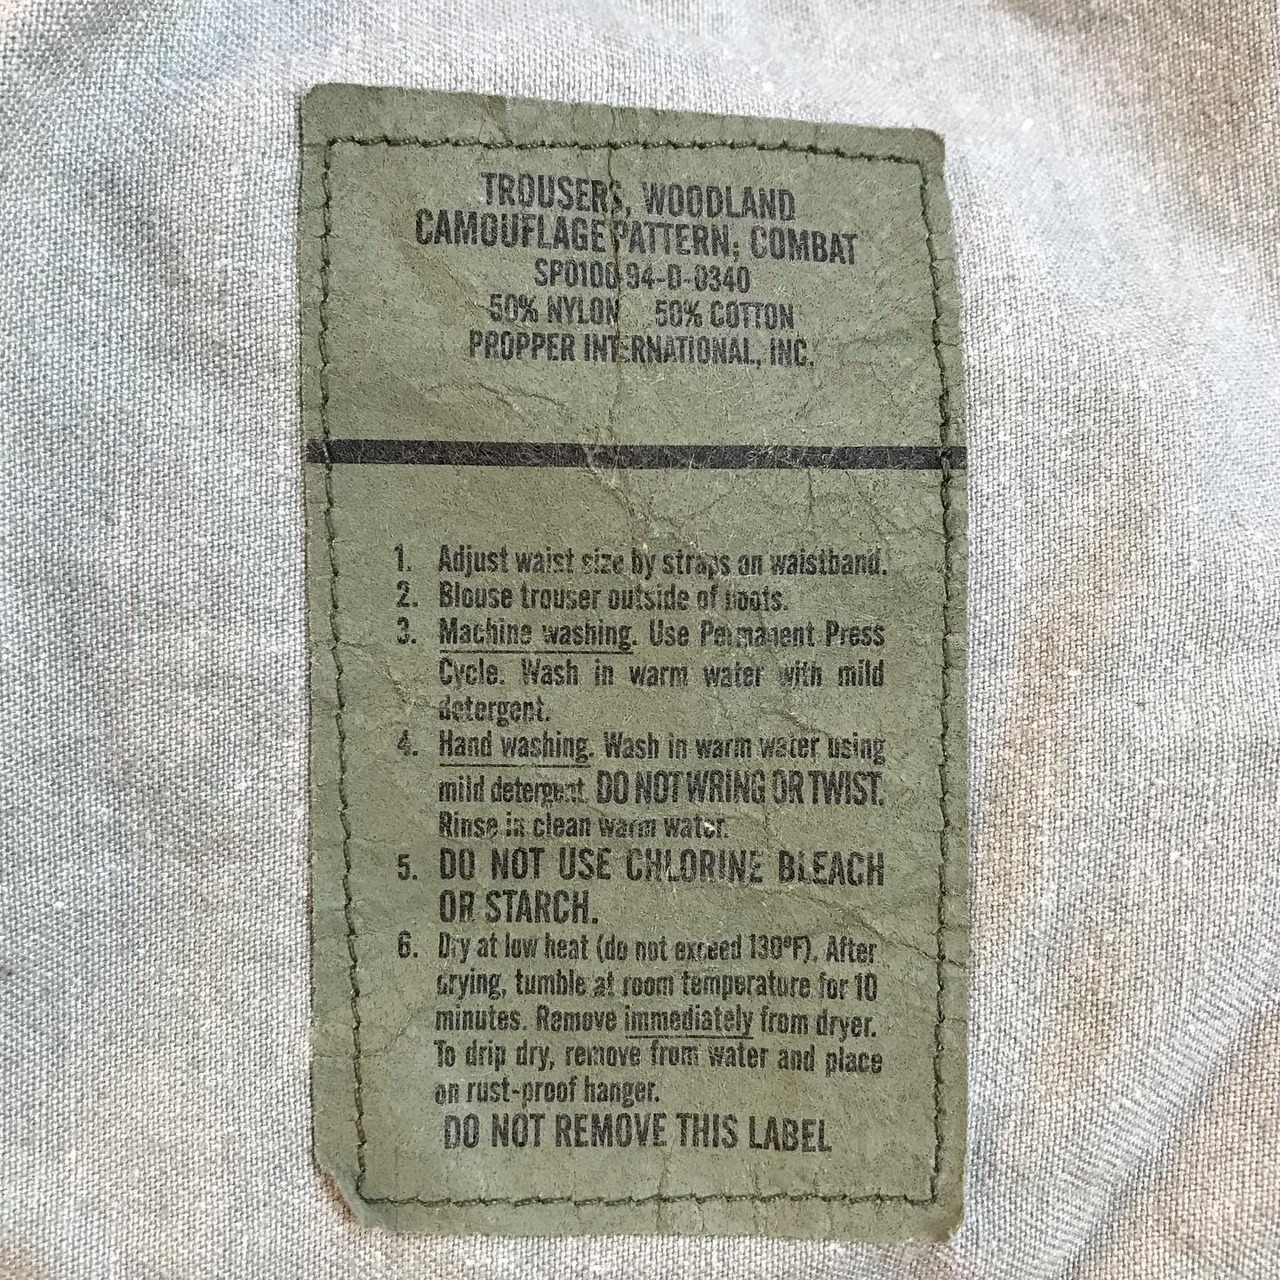 TROUSERS, WOODLAND
CAMOUFLAGE PATTERN; COMBAT
SPO100-94-D-0340
50% NYLON 50% COTTON
PROPPER INTERNATIONAL, INC.
1. Adjust waist size by straps on waistband.
2. Blouse trouser outside of boots.
3. Machine washing. Use Permanent Press
Cycle. Wash in warm water with mild
detergent.
4. Hand washing. Wash in warm water using
mild detergent. DO NOT WRING OR TWIST.
Rinse in clean warm water.
5. DO NOT USE CHLORINE BLEACH
OR STARCH.
6. Dry at low heat (do not exceed 130°F). After
drying, tumble at room temperature for 10
minutes. Remove immediately from dryer.
To drip dry, remove from water and place
on rust-proof hanger.
DO NOT REMOVE THIS LABEL